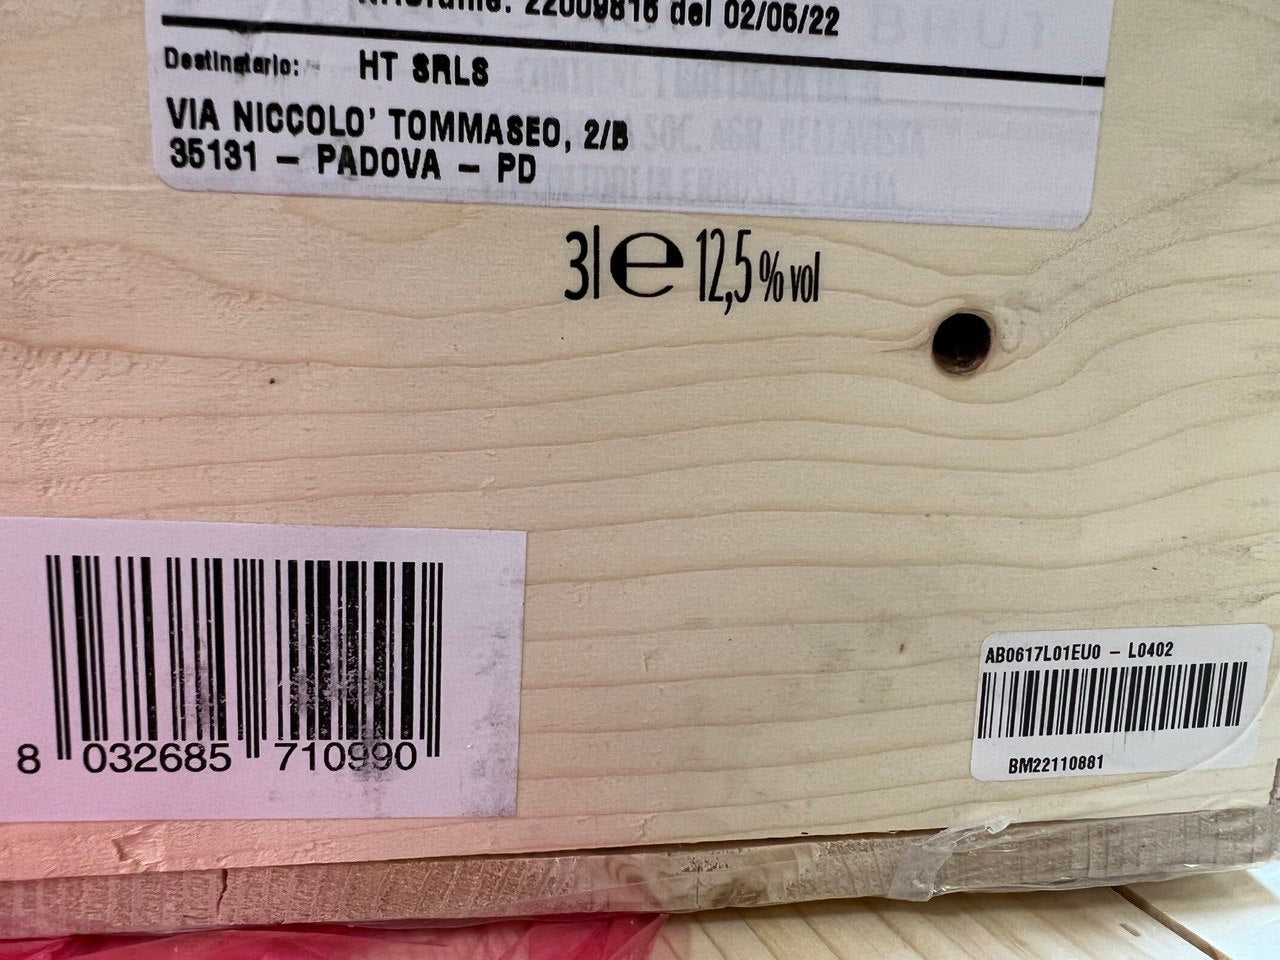 22009816 del 02/05/22
Destinatario: HT SRLS
VIA NICCOLO' TOMMASEO, 2/B
35131 – PADOVA – PD
3l e 12,5% vol
8 032685 710990
AB0617L01EU0 – L0402
BM22110881